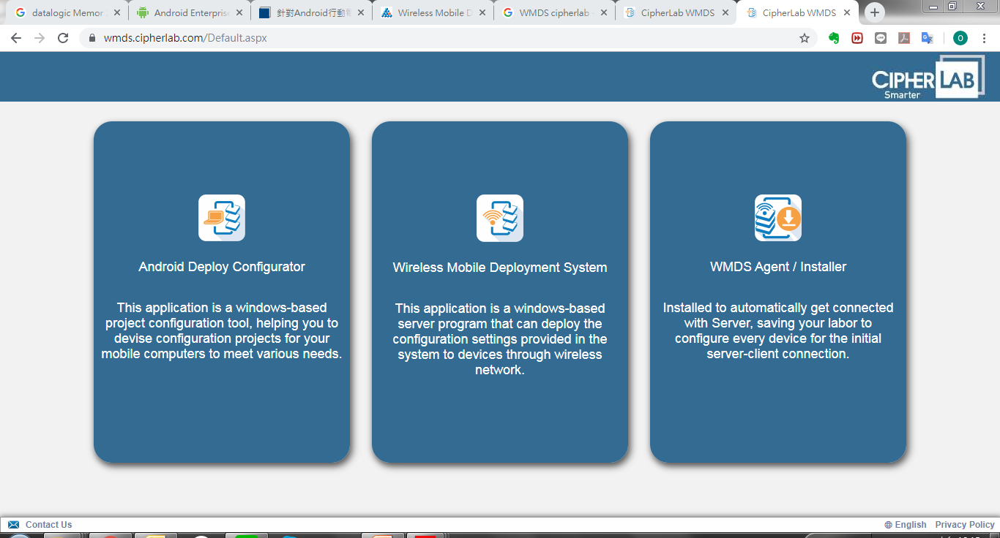 datalogic Memor
Android Enterpris
針對Android行動電
Wireless Mobile D
WMDS cipherlab
CipherLab WMDS
CipherLab WMDS
wmds.cipherlab.com/Default.aspx
O
CIPHERLAB
Smarter
Android Deploy Configurator
This application is a windows-based
project configuration tool, helping you to
devise configuration projects for your
mobile computers to meet various needs.
Wireless Mobile Deployment System
This application is a windows-based
server program that can deploy the
configuration settings provided in the
system to devices through wireless
network.
WMDS Agent / Installer
Installed to automatically get connected
with Server, saving your labor to
configure every device for the initial
server-client connection.
Contact Us
English Privacy Policy